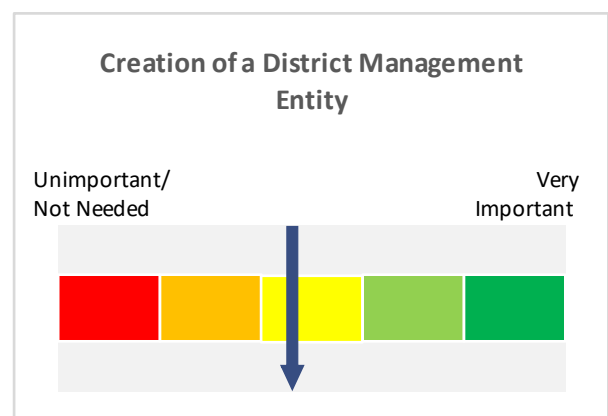 Creation of a District Management
Entity
Unimportant/
Not Needed
Very
Important